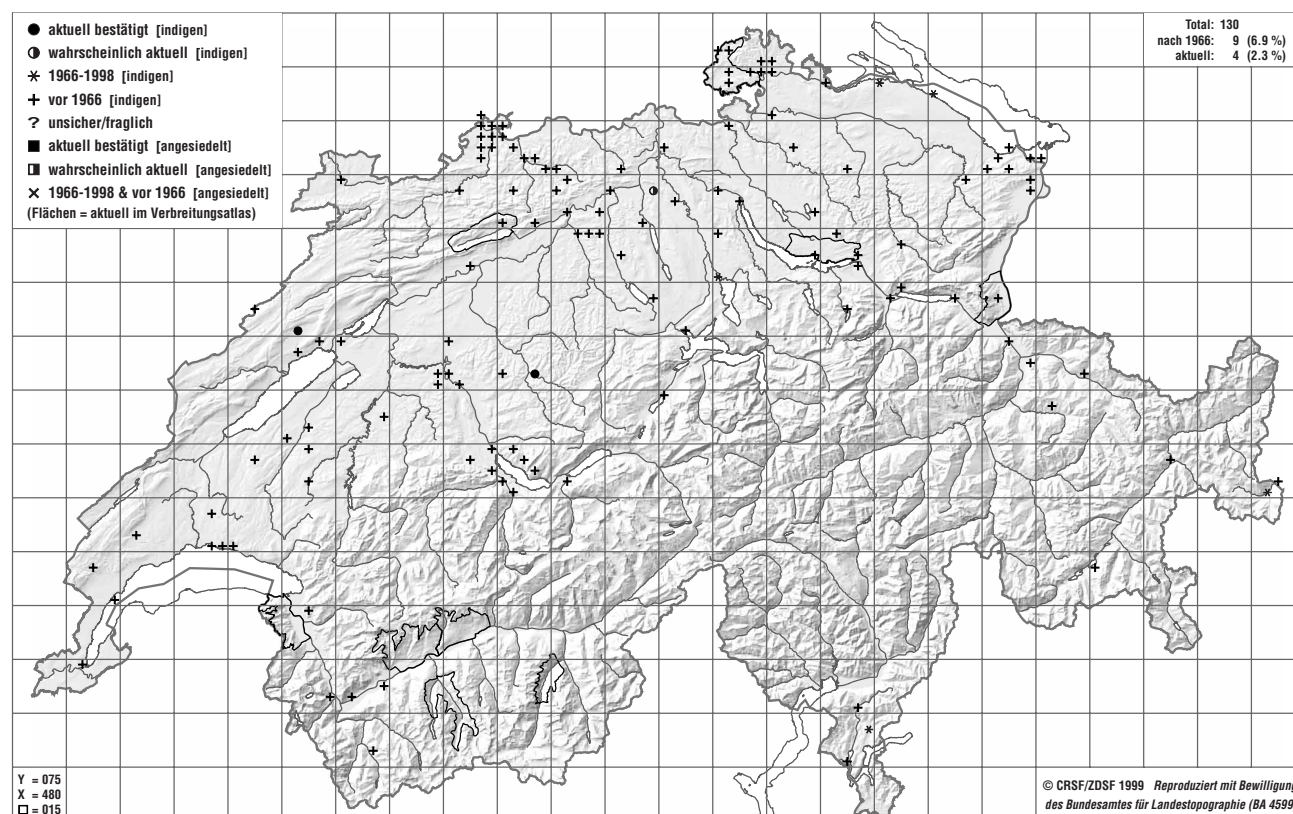 ● aktuell bestätigt [indigen]
◑ wahrscheinlich aktuell [indigen]
✳ 1966-1998 [indigen]
+ vor 1966 [indigen]
? unsicher/fraglich
■ aktuell bestätigt [angesiedelt]
◨ wahrscheinlich aktuell [angesiedelt]
✕ 1966-1998 & vor 1966 [angesiedelt]
(Flächen = aktuell im Verbreitungsatlas)
Total: 130
nach 1966: 9 (6.9 %)
aktuell: 4 (2.3 %)
Y = 075
X = 480
□ = 015
© CRSF/ZDSF 1999 Reproduziert mit Bewilligung
des Bundesamtes für Landestopographie (BA 4599